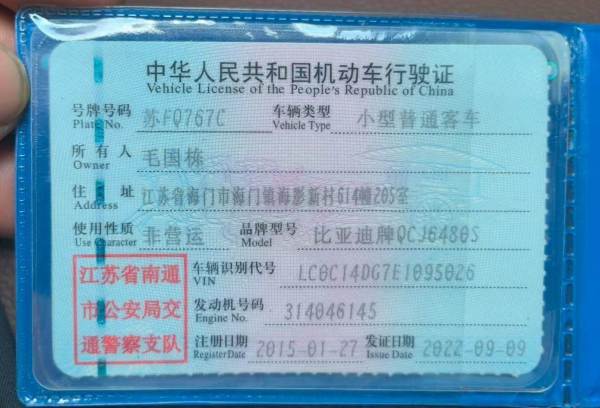 中华人民共和国机动车行驶证
Vehicle License of the People's Republic of China
号牌号码 苏FQ767C 车辆类型 小型普通客车
Plate No. Vehicle Type
所有人 毛国栋
Owner
住址 江苏省海门市海门镇海影新村614幢205室
Address
使用性质 非营运 品牌型号 比亚迪牌QCJ6480S
Use Character Model
江苏省南通
市公安局交
通警察支队
车辆识别代号 LC0C14DG7E1095026
VIN
发动机号码 314046145
Engine No.
注册日期 2015-01-27 发证日期 2022-09-09
Register Date Issue Date